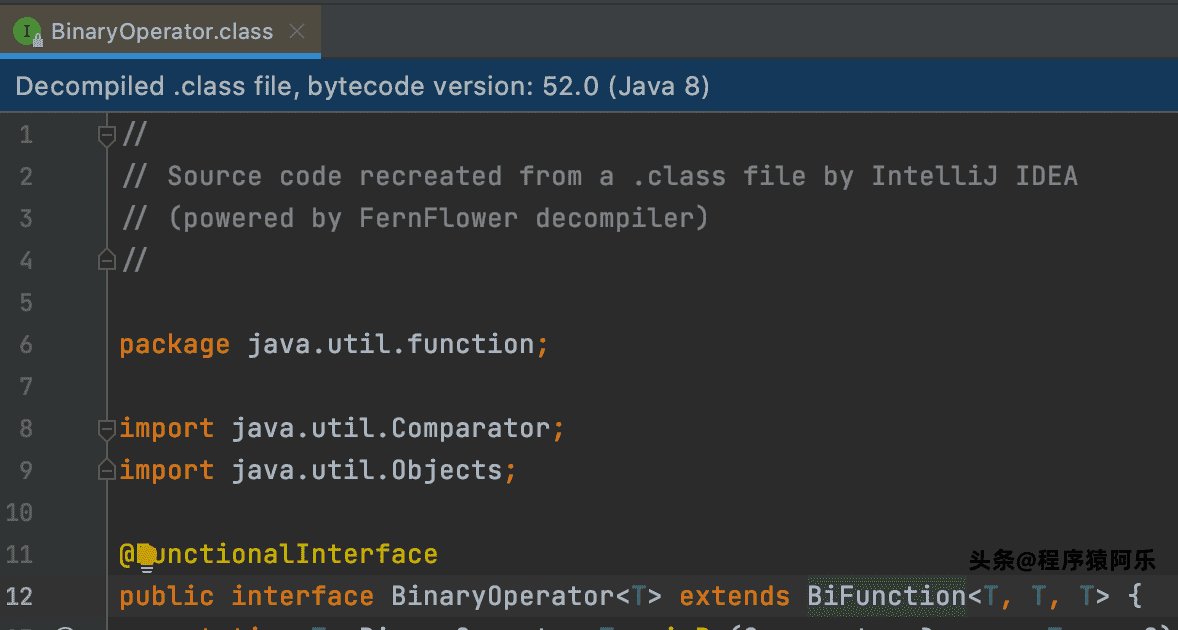 BinaryOperator.class
Decompiled .class file, bytecode version: 52.0 (Java 8)
1 //
2 // Source code recreated from a .class file by IntelliJ IDEA
3 // (powered by FernFlower decompiler)
4 //
5
6 package java.util.function;
7
8 import java.util.Comparator;
9 import java.util.Objects;
10
11 @FunctionalInterface
头条@程序猿阿乐
12 public interface BinaryOperator<T> extends BiFunction<T, T, T> {